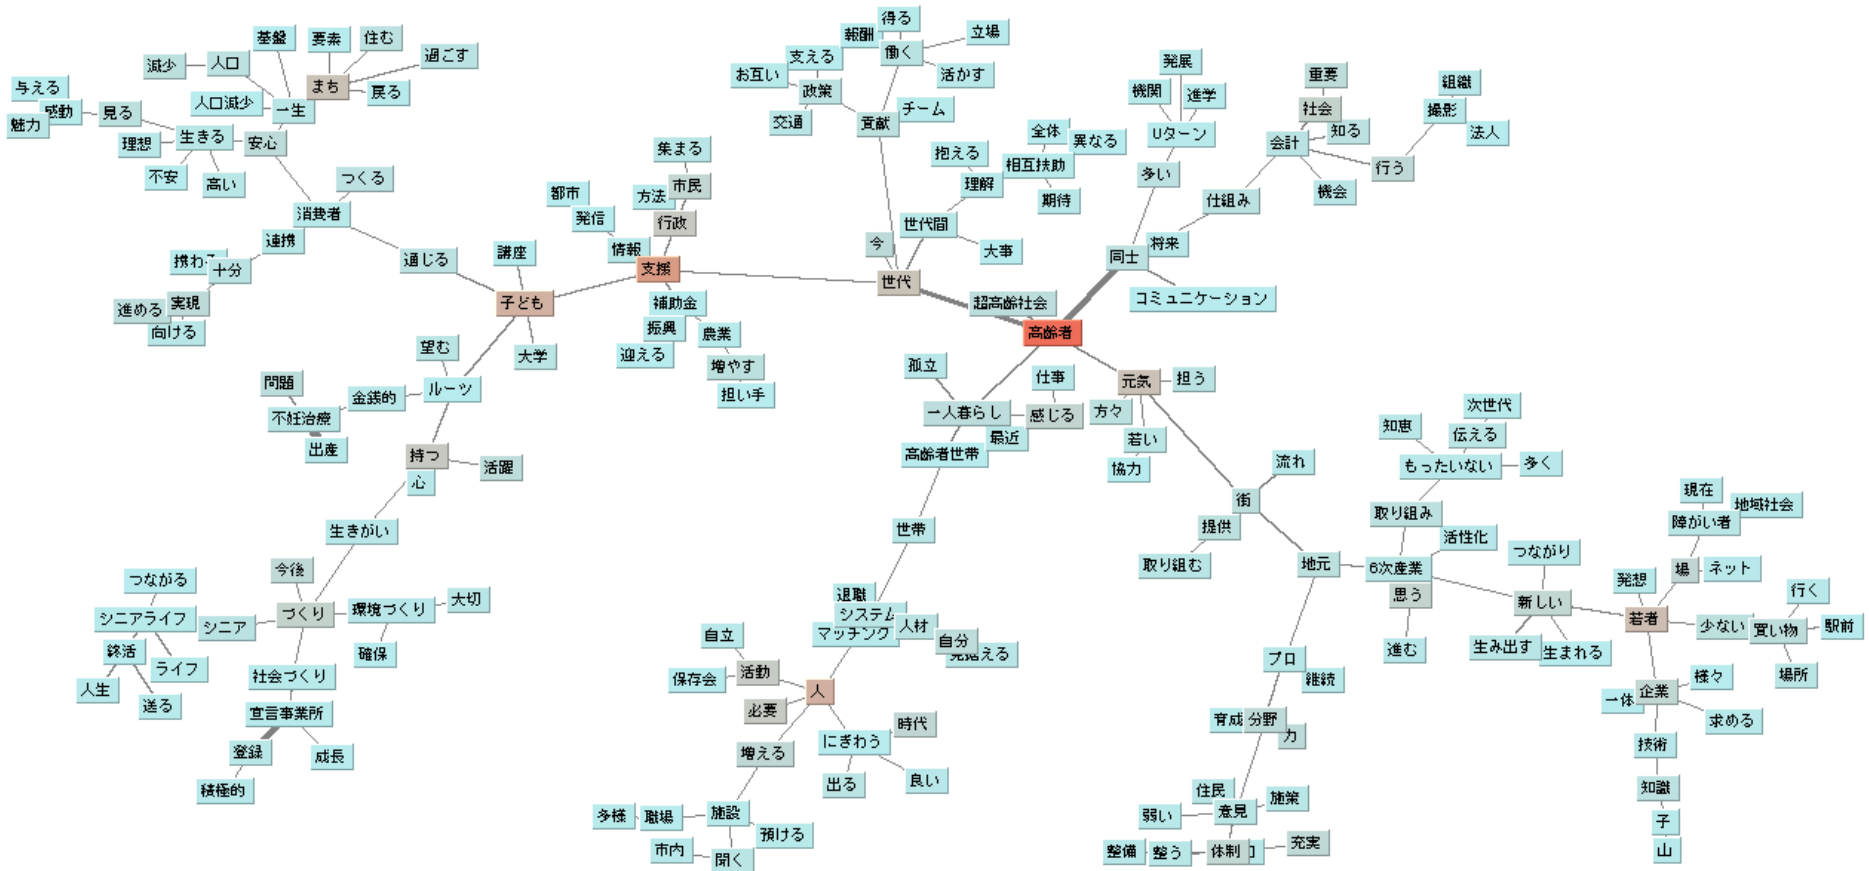 基盤
要素
住む
過ごす
減少
人口
まち
戻る
人口減少
一生
与える
感動
魅力
見る
理想
生きる
安心
不安
高い
つくる
消費者
連携
十分
進める
実現
向ける
通じる
講座
子ども
大学
都市
発信
情報
集まる
市民
方法
行政
支援
補助金
振興
迎える
農業
増やす
担い手
得る
報酬
働く
立場
活かす
支える
お互い
政策
交通
貢献
チーム
今
世代
世代間
大事
抱える
理解
全体
異なる
相互扶助
期待
超高齢社会
高齢者
発展
機関
進学
Uターン
多い
同士
将来
仕組み
コミュニケーション
重要
社会
知る
会計
機会
行う
組織
撮影
法人
望む
ルーツ
金銭的
問題
不妊治療
出産
持つ
心
活躍
生きがい
今後
づくり
シニア
環境づくり
大切
確保
つながる
シニアライフ
終活
ライフ
人生
送る
社会づくり
宣言事業所
登録
成長
積極的
孤立
一人暮らし
仕事
感じる
最近
高齢者世帯
世帯
退職
システム
マッチング
人材
自分
自立
活動
保存会
人
必要
増える
にぎわう
時代
出る
良い
施設
多様
職場
預ける
市内
開く
元気
担う
方々
若い
協力
街
流れ
提供
取り組む
地元
プロ
継続
育成
分野
力
住民
意見
施策
弱い
整備
整う
体制
充実
次世代
知恵
伝える
もったいない
多く
取り組み
活性化
6次産業
思う
進む
つながり
新しい
生み出す
生まれる
現在
地域社会
障がい者
場
ネット
発想
若者
少ない
買い物
行く
駅前
場所
様々
一体
企業
求める
技術
知識
子
山